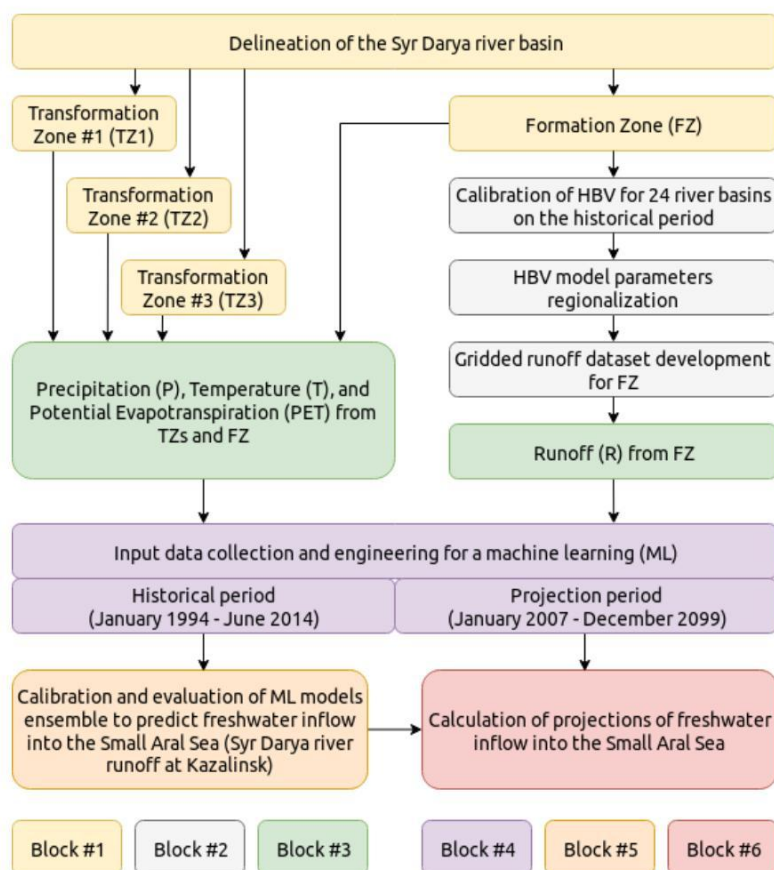 Delineation of the Syr Darya river basin
Transformation
Zone #1 (TZ1)
Formation Zone (FZ)
Transformation
Zone #2 (TZ2)
Calibration of HBV for 24 river basins
on the historical period
Transformation
Zone #3 (TZ3)
HBV model parameters
regionalization
Precipitation (P), Temperature (T), and
Potential Evapotranspiration (PET) from
TZs and FZ
Gridded runoff dataset development
for FZ
Runoff (R) from FZ
Input data collection and engineering for a machine learning (ML)
Historical period
(January 1994 - June 2014)
Projection period
(January 2007 - December 2099)
Calibration and evaluation of ML models
ensemble to predict freshwater inflow
into the Small Aral Sea (Syr Darya river
runoff at Kazalinsk)
Calculation of projections of freshwater
inflow into the Small Aral Sea
Block #1
Block #2
Block #3
Block #4
Block #5
Block #6